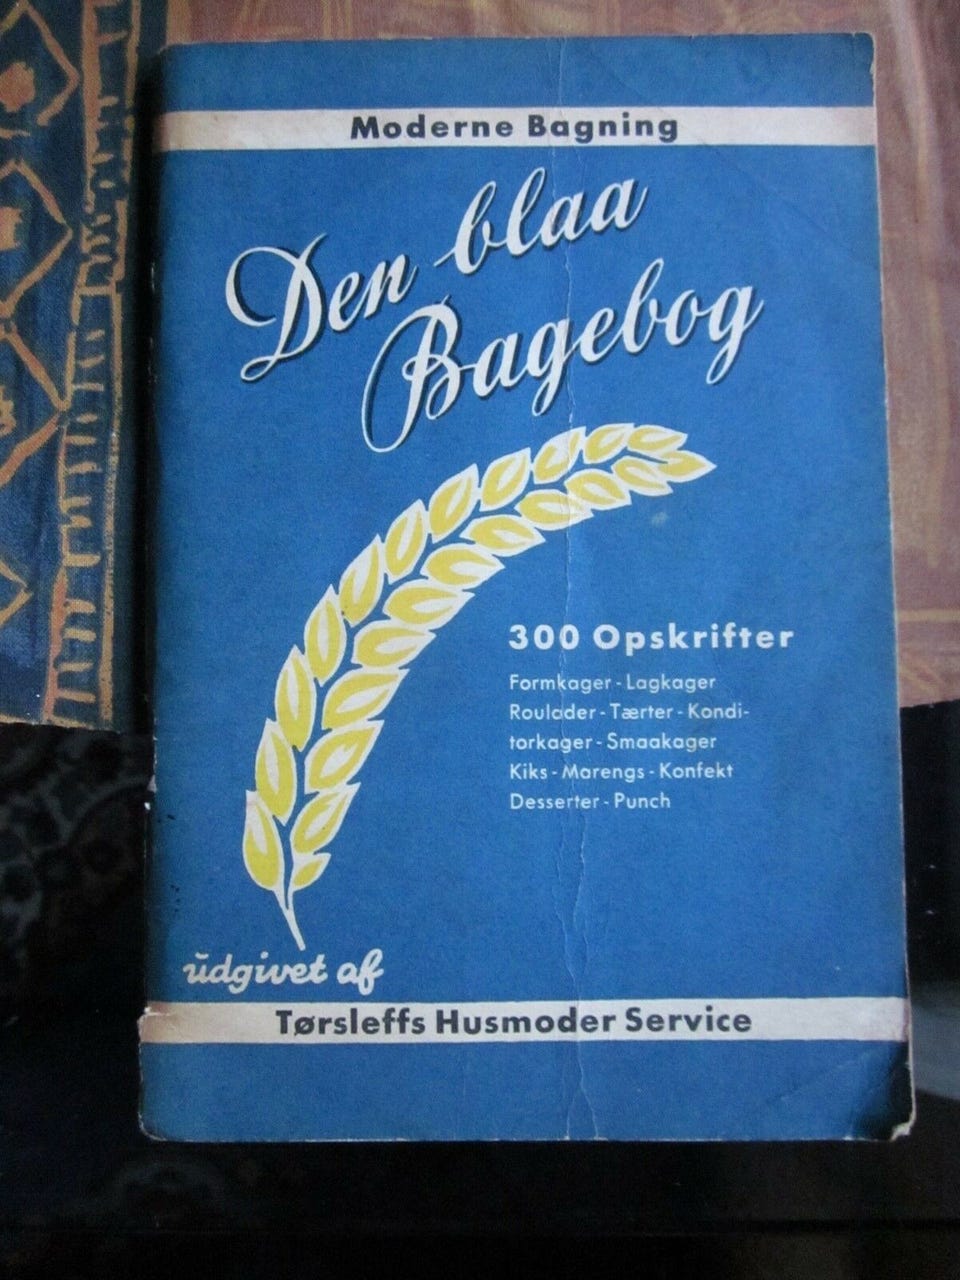 Moderne Bagning
Den blaa
Bagebog
300 Opskrifter
Formkager - Lagkager
Roulader - Tærter - Kondi-
torkager - Smaakager
Kiks - Marengs - Konfekt
Desserter - Punch
udgivet af
Tørsleffs Husmoder Service